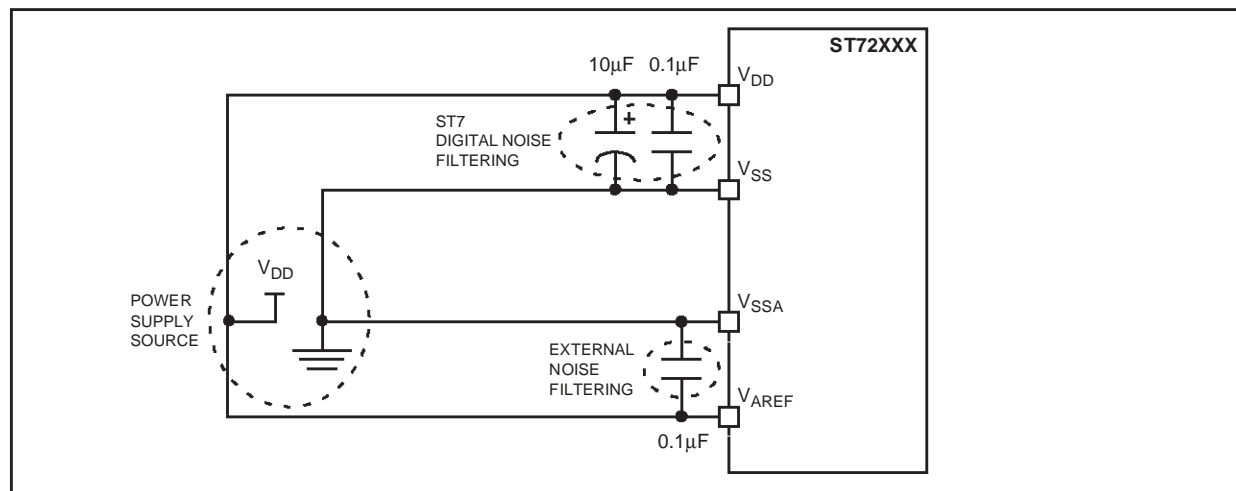 ST72XXX
10μF 0.1μF
VDD
ST7
DIGITAL NOISE
FILTERING
+
VSS
VDD
POWER
SUPPLY
SOURCE
VSSA
EXTERNAL
NOISE
FILTERING
VAREF
0.1μF